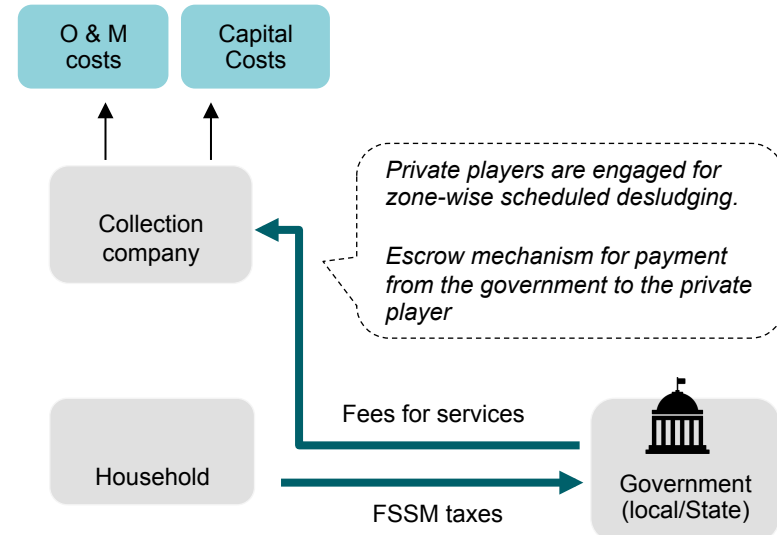 O & M
costs
Capital
Costs
Collection
company
Private players are engaged for
zone-wise scheduled desludging.
Escrow mechanism for payment
from the government to the private
player
Fees for services
Household
FSSM taxes
Government
(local/State)